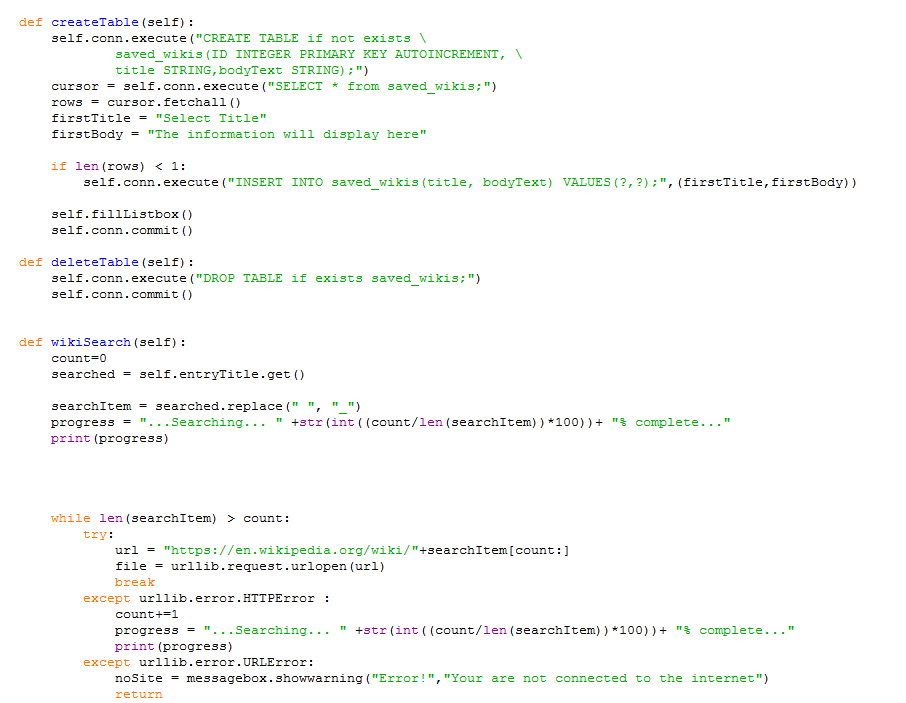 def createTable(self):
    self.conn.execute("CREATE TABLE if not exists \
            saved_wikis(ID INTEGER PRIMARY KEY AUTOINCREMENT, \
            title STRING,bodyText STRING);")
    cursor = self.conn.execute("SELECT * from saved_wikis;")
    rows = cursor.fetchall()
    firstTitle = "Select Title"
    firstBody = "The information will display here"

    if len(rows) < 1:
        self.conn.execute("INSERT INTO saved_wikis(title, bodyText) VALUES(?,?);",(firstTitle,firstBody))

    self.fillListbox()
    self.conn.commit()

def deleteTable(self):
    self.conn.execute("DROP TABLE if exists saved_wikis;")
    self.conn.commit()


def wikiSearch(self):
    count=0
    searched = self.entryTitle.get()

    searchItem = searched.replace(" ", "_")
    progress = "...Searching... " +str(int((count/len(searchItem))*100))+ "% complete..."
    print(progress)




    while len(searchItem) > count:
        try:
            url = "https://en.wikipedia.org/wiki/"+searchItem[count:]
            file = urllib.request.urlopen(url)
            break
        except urllib.error.HTTPError :
            count+=1
            progress = "...Searching... " +str(int((count/len(searchItem))*100))+ "% complete..."
            print(progress)
        except urllib.error.URLError:
            noSite = messagebox.showwarning("Error!","Your are not connected to the internet")
            return